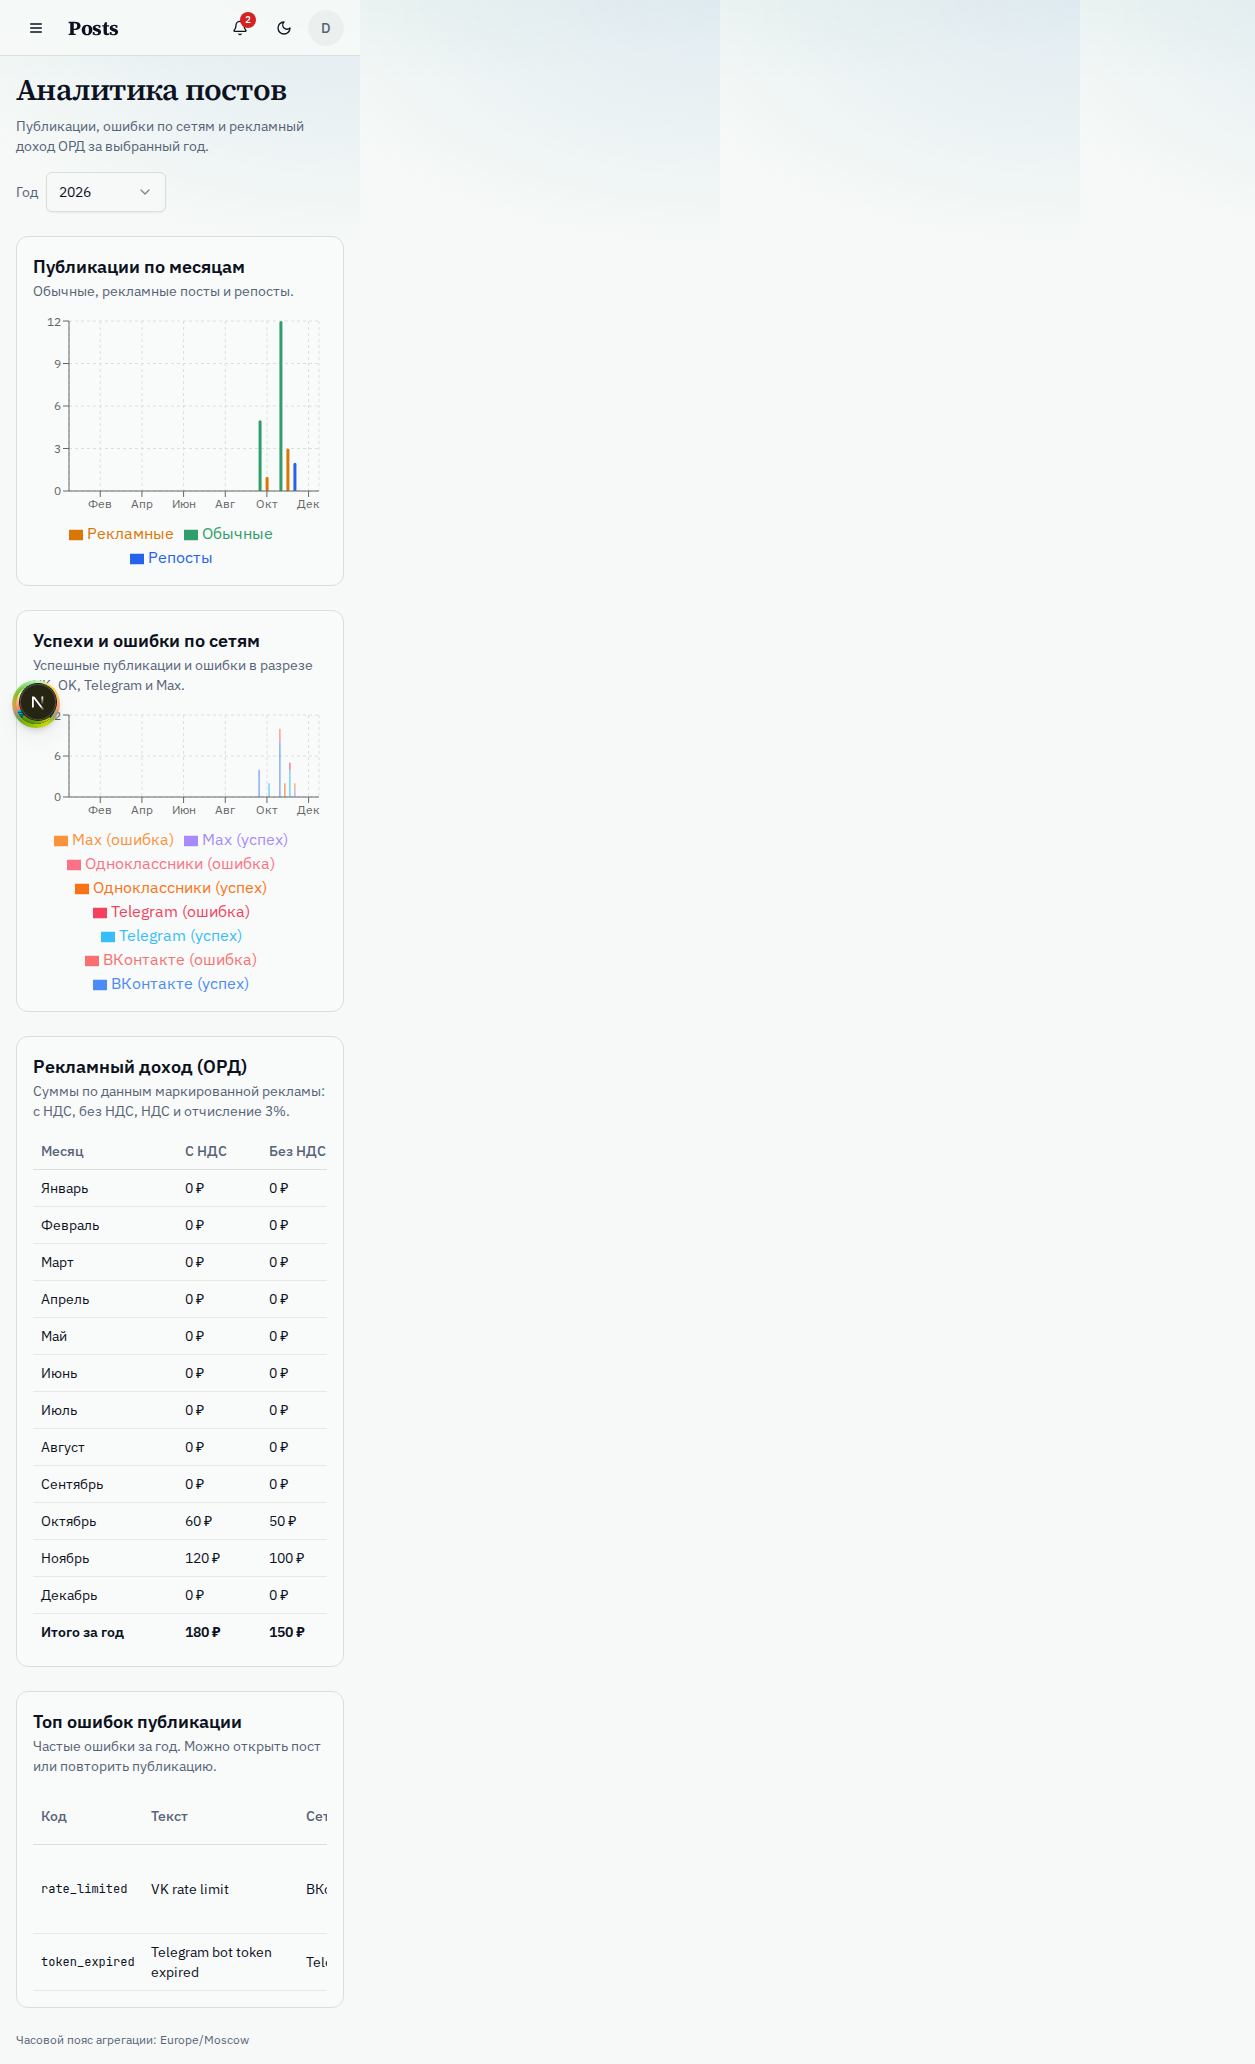 Posts
2
D
Аналитика постов
Публикации, ошибки по сетям и рекламный
доход ОРД за выбранный год.
Год
2026
Публикации по месяцам
Обычные, рекламные посты и репосты.
12
9
6
3
0
Фев Апр Июн Авг Окт Дек
Рекламные Обычные
Репосты
Успехи и ошибки по сетям
Успешные публикации и ошибки в разрезе
OK, Telegram и Max.
N
2
6
0
Фев Апр Июн Авг Окт Дек
Max (ошибка) Max (успех)
Одноклассники (ошибка)
Одноклассники (успех)
Telegram (ошибка)
Telegram (успех)
ВКонтакте (ошибка)
ВКонтакте (успех)
Рекламный доход (ОРД)
Суммы по данным маркированной рекламы:
с НДС, без НДС, НДС и отчисление 3%.
Месяц С НДС Без НДС
Январь 0 ₽ 0 ₽
Февраль 0 ₽ 0 ₽
Март 0 ₽ 0 ₽
Апрель 0 ₽ 0 ₽
Май 0 ₽ 0 ₽
Июнь 0 ₽ 0 ₽
Июль 0 ₽ 0 ₽
Август 0 ₽ 0 ₽
Сентябрь 0 ₽ 0 ₽
Октябрь 60 ₽ 50 ₽
Ноябрь 120 ₽ 100 ₽
Декабрь 0 ₽ 0 ₽
Итого за год 180 ₽ 150 ₽
Топ ошибок публикации
Частые ошибки за год. Можно открыть пост
или повторить публикацию.
Код Текст
rate_limited VK rate limit
token_expired Telegram bot token
expired
Часовой пояс агрегации: Europe/Moscow